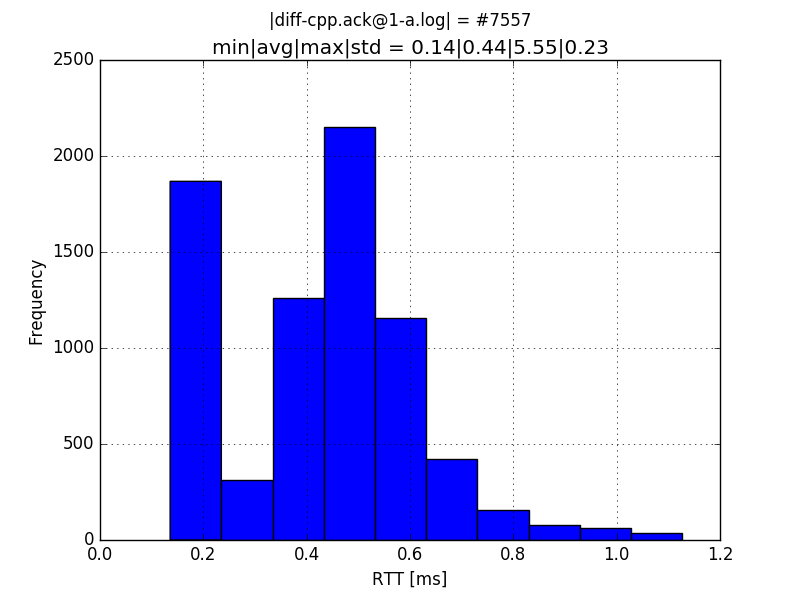 |diff-cpp.ack@1-a.log| = #7557
min|avg|max|std = 0.14|0.44|5.55|0.23
2500
2000
1500
1000
500
0
Frequency
0.0 0.2 0.4 0.6 0.8 1.0 1.2
RTT [ms]